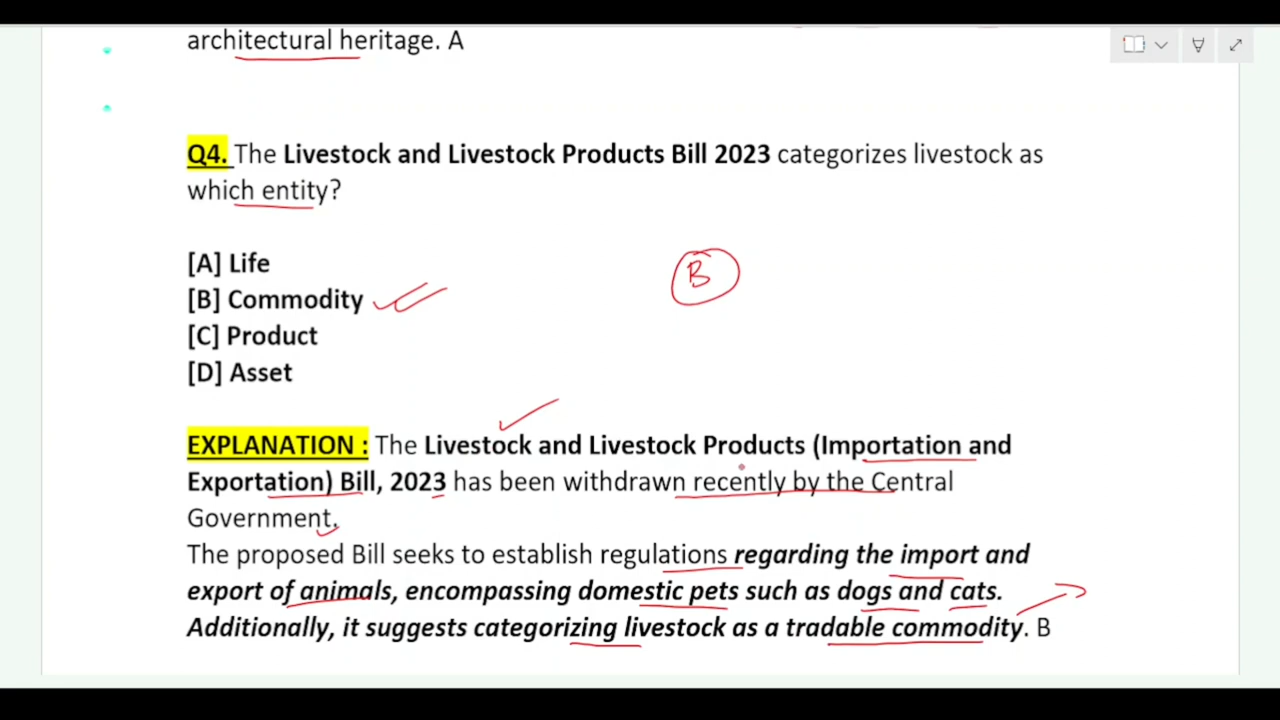 architectural heritage. A
Q4. The Livestock and Livestock Products Bill 2023 categorizes livestock as
which entity?
[A] Life
B
[B] Commodity
[C] Product
[D] Asset
EXPLANATION : The Livestock and Livestock Products (Importation and
Exportation) Bill, 2023 has been withdrawn recently by the Central
Government.
The proposed Bill seeks to establish regulations regarding the import and
export of animals, encompassing domestic pets such as dogs and cats.
Additionally, it suggests categorizing livestock as a tradable commodity. B